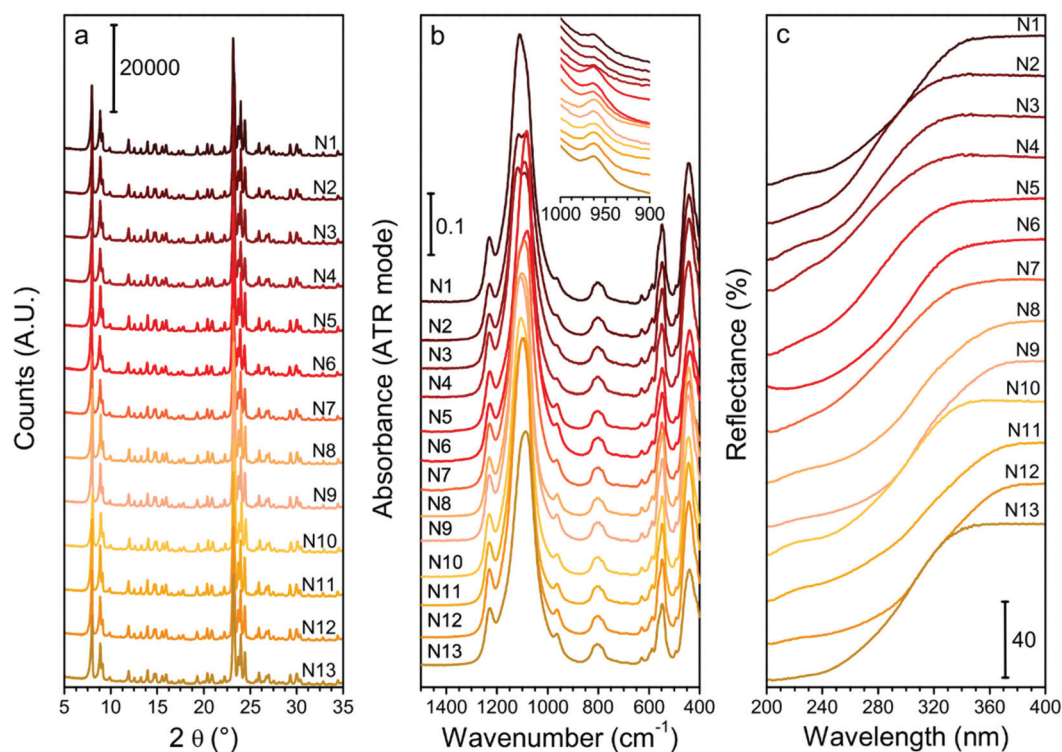 a
20000
N1
N2
N3
N4
N5
N6
N7
N8
N9
N10
N11
N12
N13
Counts (A.U.)
5 10 15 20 25 30 35
2 θ (°)
b
0.1
1000 950 900
N1
N2
N3
N4
N5
N6
N7
N8
N9
N10
N11
N12
N13
Absorbance (ATR mode)
1400 1200 1000 800 600 400
Wavenumber (cm⁻¹)
c
N1
N2
N3
N4
N5
N6
N7
N8
N9
N10
N11
N12
N13
40
Reflectance (%)
200 240 280 320 360 400
Wavelength (nm)